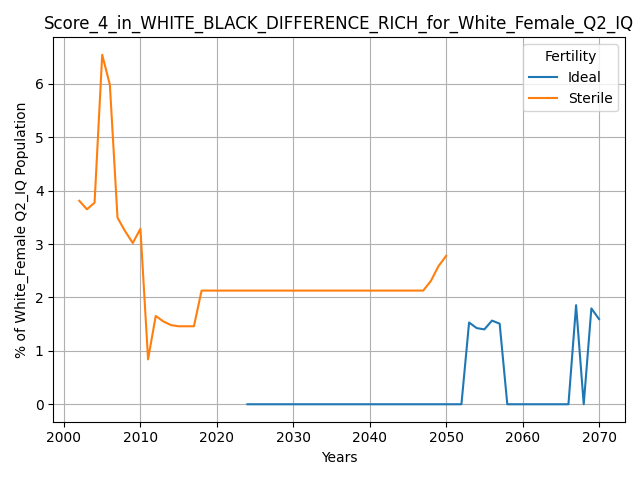 Score_4_in_WHITE_BLACK_DIFFERENCE_RICH_for_White_Female_Q2_IQ
Fertility
Ideal
Sterile
% of White_Female Q2_IQ Population
6
5
4
3
2
1
0
2000 2010 2020 2030 2040 2050 2060 2070
Years